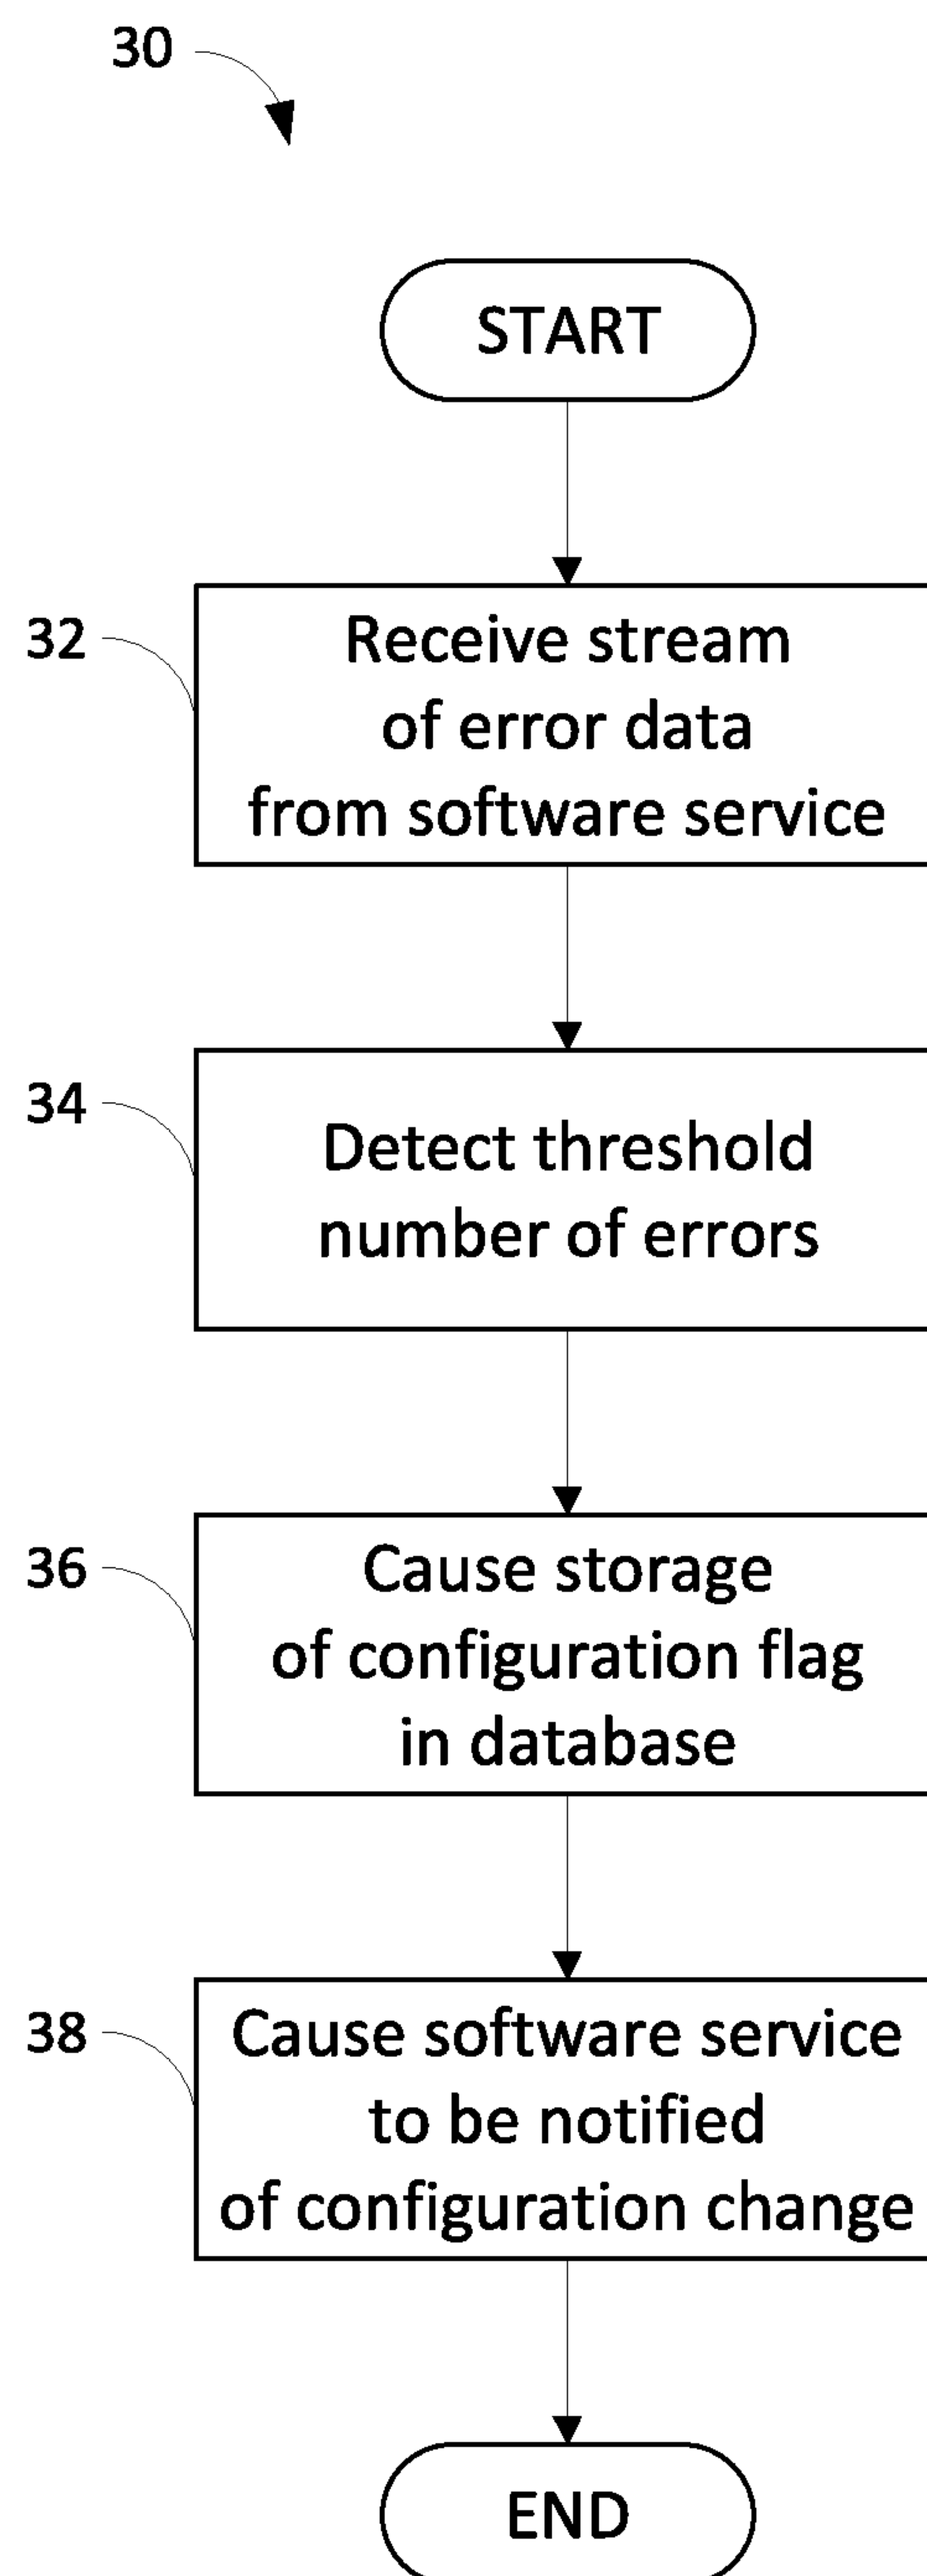 30
START
32
Receive stream
of error data
from software service
34
Detect threshold
number of errors
36
Cause storage
of configuration flag
in database
38
Cause software service
to be notified
of configuration change
END